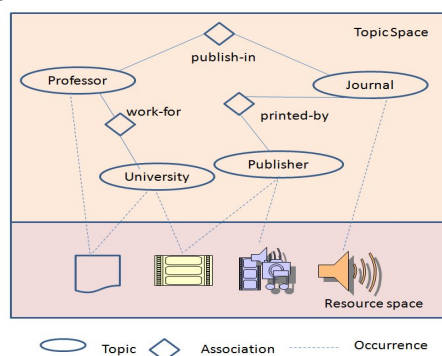 Topic Space
publish-in
Professor
Journal
work-for
printed-by
University
Publisher
Resource space
Topic
Association
Occurrence